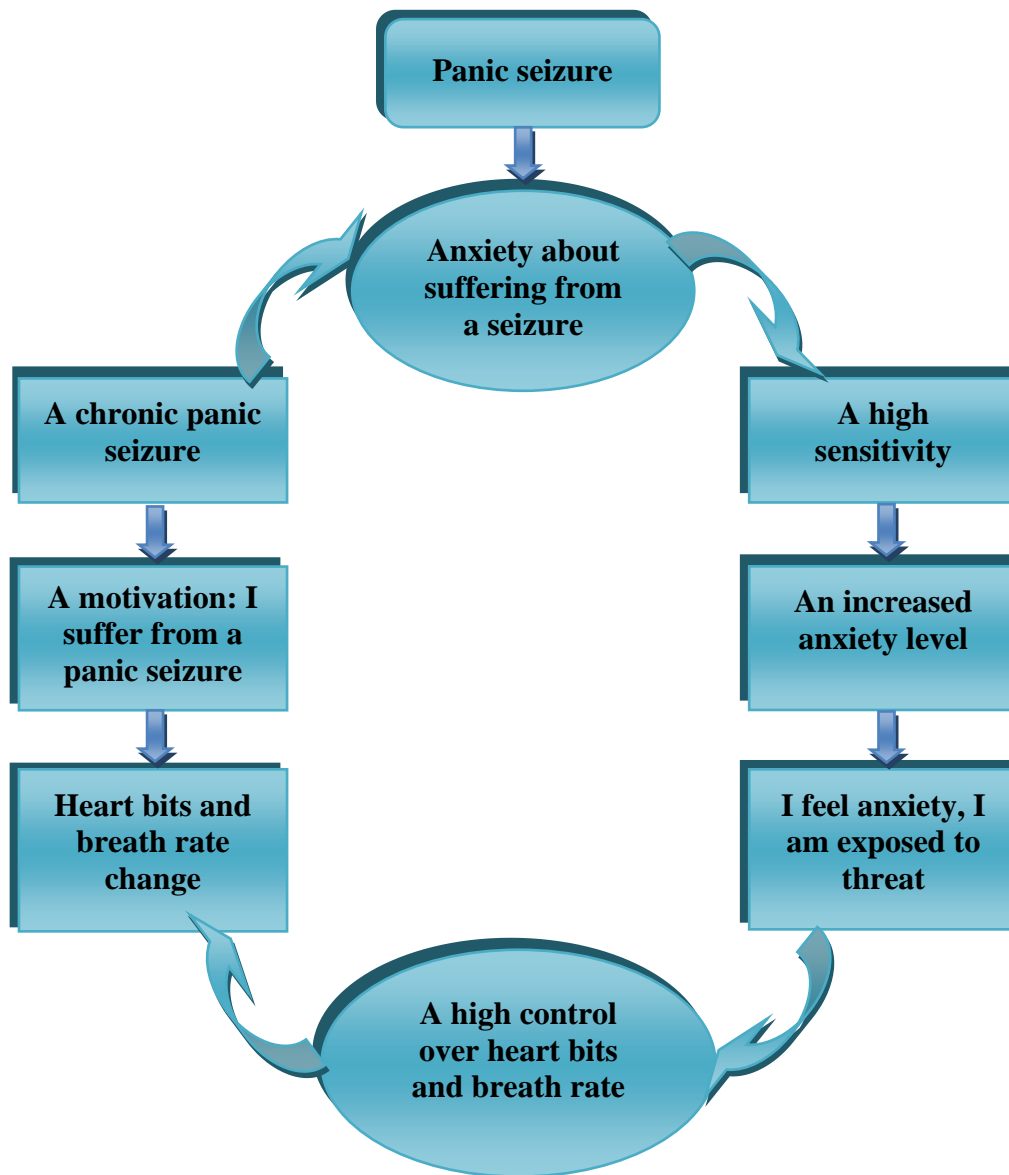 Panic seizure
Anxiety about
suffering from
a seizure
A chronic panic
seizure
A high
sensitivity
A motivation: I
suffer from a
panic seizure
An increased
anxiety level
Heart bits and
breath rate
change
I feel anxiety, I
am exposed to
threat
A high control
over heart bits
and breath rate